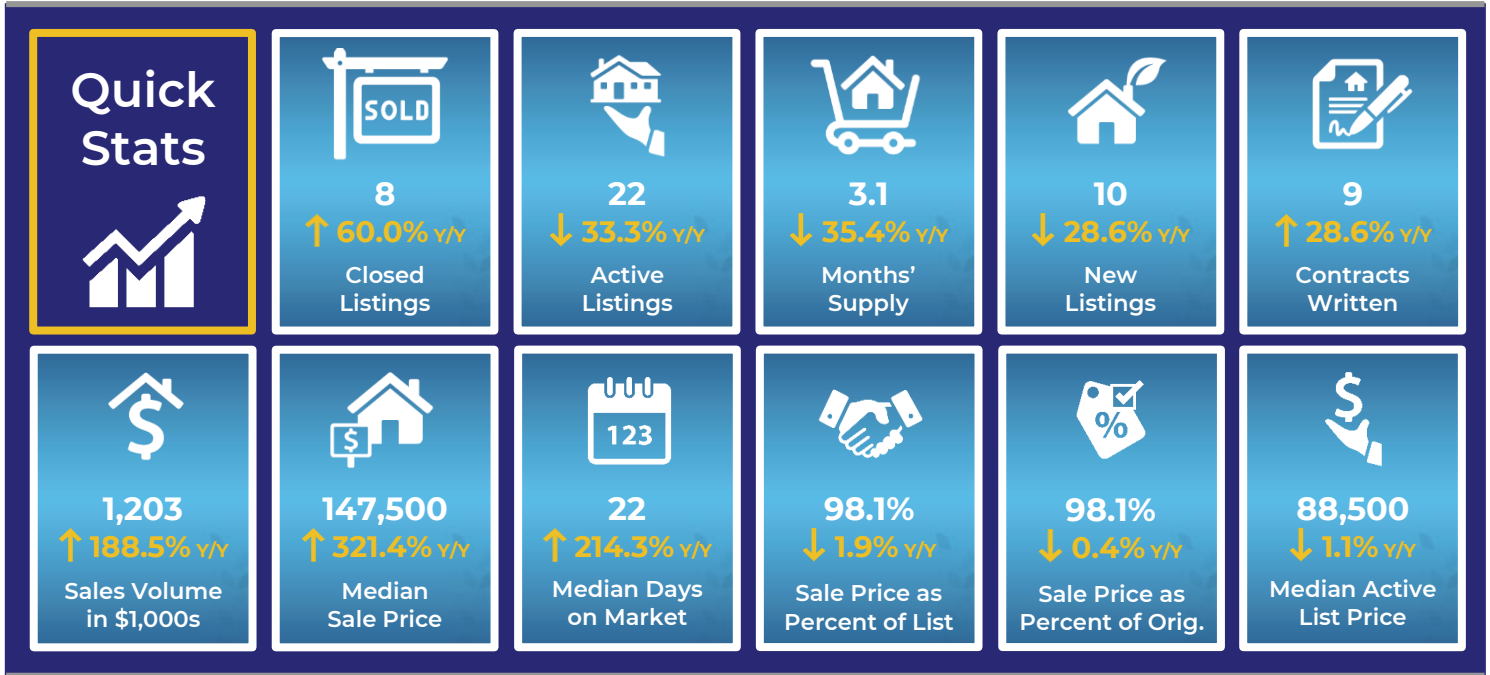 Quick
Stats
SOLD
8
↑ 60.0% Y/Y
Closed
Listings
22
↓ 33.3% Y/Y
Active
Listings
3.1
↓ 35.4% Y/Y
Months’
Supply
10
↓ 28.6% Y/Y
New
Listings
9
↑ 28.6% Y/Y
Contracts
Written
$
1,203
↑ 188.5% Y/Y
Sales Volume
in $1,000s
$
147,500
↑ 321.4% Y/Y
Median
Sale Price
123
22
↑ 214.3% Y/Y
Median Days
on Market
98.1%
↓ 1.9% Y/Y
Sale Price as
Percent of List
%
98.1%
↓ 0.4% Y/Y
Sale Price as
Percent of Orig.
$
88,500
↓ 1.1% Y/Y
Median Active
List Price